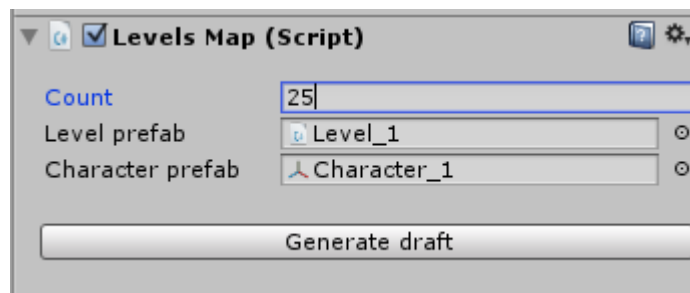 Levels Map (Script)
Count 25
Level prefab Level_1
Character prefab Character_1
Generate draft